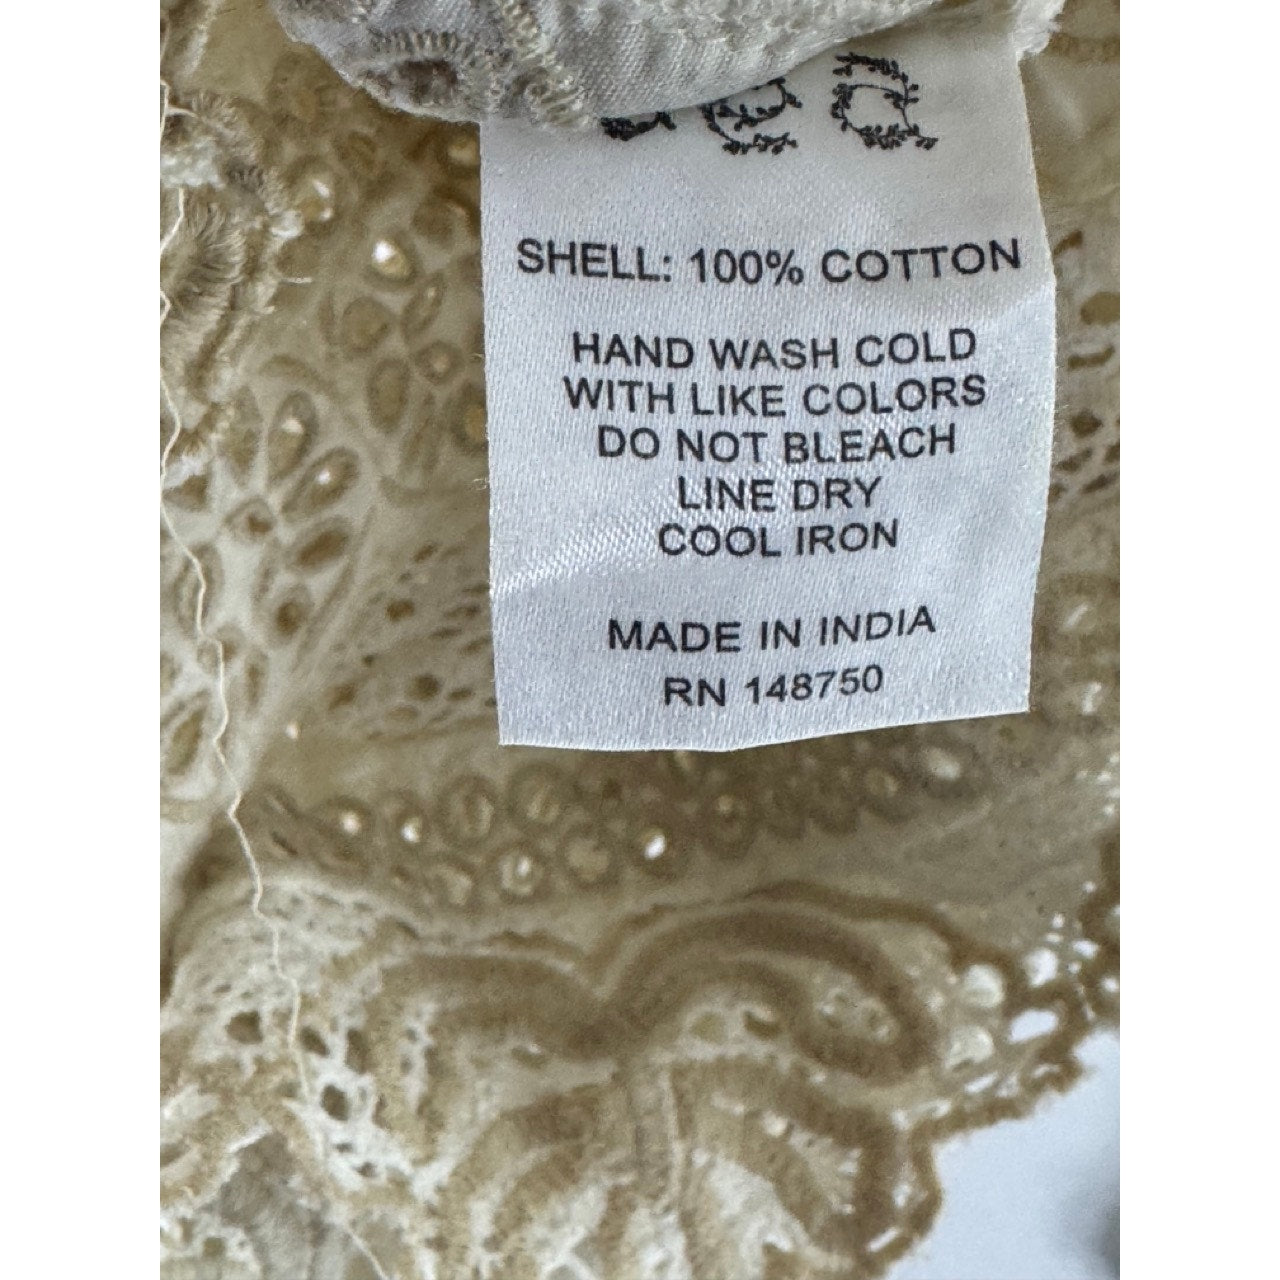 SHELL: 100% COTTON
HAND WASH COLD
WITH LIKE COLORS
DO NOT BLEACH
LINE DRY
COOL IRON
MADE IN INDIA
RN 148750